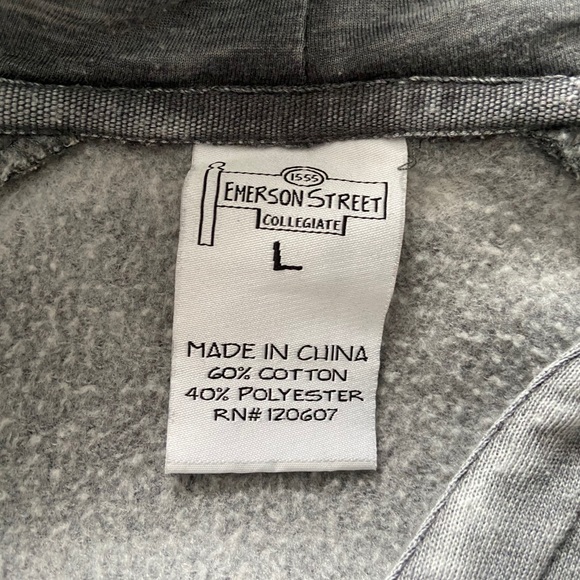 1555
EMERSON STREET
COLLEGIATE
L
MADE IN CHINA
60% COTTON
40% POLYESTER
RN# 120607